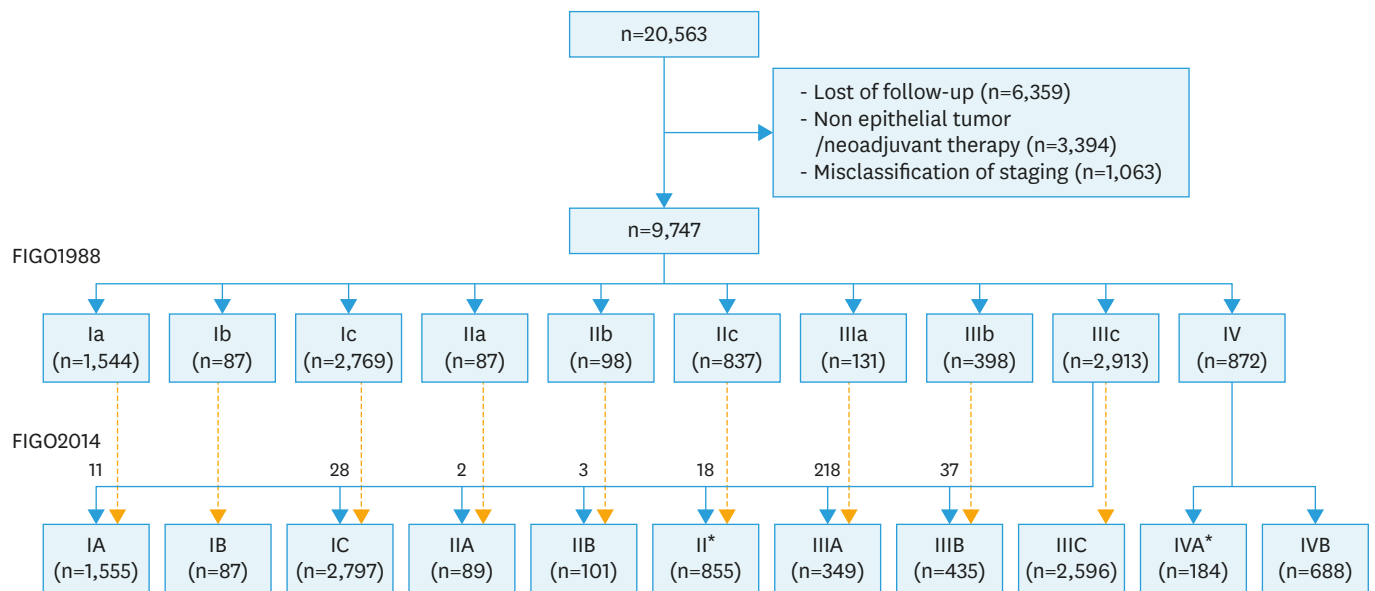 n=20,563
- Lost of follow-up (n=6,359)
- Non epithelial tumor
/neoadjuvant therapy (n=3,394)
- Misclassification of staging (n=1,063)
n=9,747
FIGO1988
Ia
(n=1,544)
Ib
(n=87)
Ic
(n=2,769)
IIa
(n=87)
IIb
(n=98)
IIc
(n=837)
IIIa
(n=131)
IIIb
(n=398)
IIIc
(n=2,913)
IV
(n=872)
FIGO2014
11
28
2
3
18
218
37
IA
(n=1,555)
IB
(n=87)
IC
(n=2,797)
IIA
(n=89)
IIB
(n=101)
II*
(n=855)
IIIA
(n=349)
IIIB
(n=435)
IIIC
(n=2,596)
IVA*
(n=184)
IVB
(n=688)